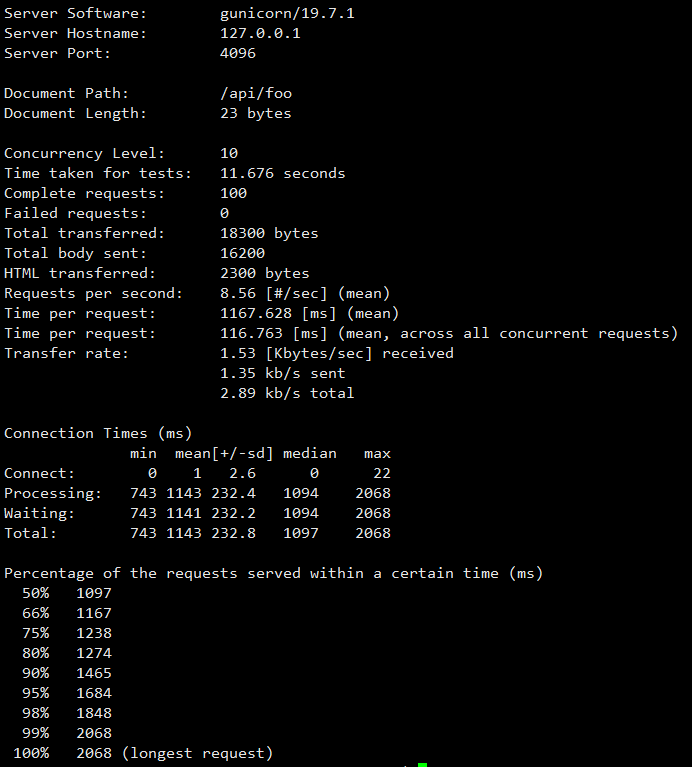 Server Software:        gunicorn/19.7.1
Server Hostname:        127.0.0.1
Server Port:            4096

Document Path:          /api/foo
Document Length:        23 bytes

Concurrency Level:      10
Time taken for tests:   11.676 seconds
Complete requests:      100
Failed requests:        0
Total transferred:      18300 bytes
Total body sent:        16200
HTML transferred:       2300 bytes
Requests per second:    8.56 [#/sec] (mean)
Time per request:       1167.628 [ms] (mean)
Time per request:       116.763 [ms] (mean, across all concurrent requests)
Transfer rate:          1.53 [Kbytes/sec] received
                        1.35 kb/s sent
                        2.89 kb/s total

Connection Times (ms)
              min  mean[+/-sd] median   max
Connect:        0    1   2.6      0      22
Processing:   743 1143 232.4   1094    2068
Waiting:      743 1141 232.2   1094    2068
Total:        743 1143 232.8   1097    2068

Percentage of the requests served within a certain time (ms)
  50%   1097
  66%   1167
  75%   1238
  80%   1274
  90%   1465
  95%   1684
  98%   1848
  99%   2068
 100%   2068 (longest request)